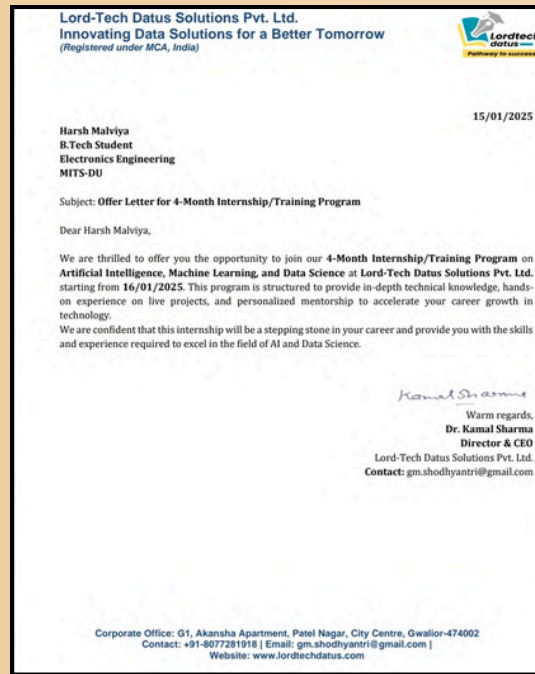 Lord-Tech Datus Solutions Pvt. Ltd.
Innovating Data Solutions for a Better Tomorrow
(Registered under MCA, India)
Lordtech
datus
Pathway to success
15/01/2025
Harsh Malviya
B.Tech Student
Electronics Engineering
MITS-DU
Subject: Offer Letter for 4-Month Internship/Training Program
Dear Harsh Malviya,
We are thrilled to offer you the opportunity to join our 4-Month Internship/Training Program on
Artificial Intelligence, Machine Learning, and Data Science at Lord-Tech Datus Solutions Pvt. Ltd.
starting from 16/01/2025. This program is structured to provide in-depth technical knowledge, hands-
on experience on live projects, and personalized mentorship to accelerate your career growth in
technology.
We are confident that this internship will be a stepping stone in your career and provide you with the skills
and experience required to excel in the field of AI and Data Science.
Kamal Sharma
Warm regards,
Dr. Kamal Sharma
Director & CEO
Lord-Tech Datus Solutions Pvt. Ltd.
Contact: gm.shodhyantri@gmail.com
Corporate Office: G1, Akansha Apartment, Patel Nagar, City Centre, Gwalior-474002
Contact: +91-8077281918 | Email: gm.shodhyantri@gmail.com |
Website: www.lordtechdatus.com